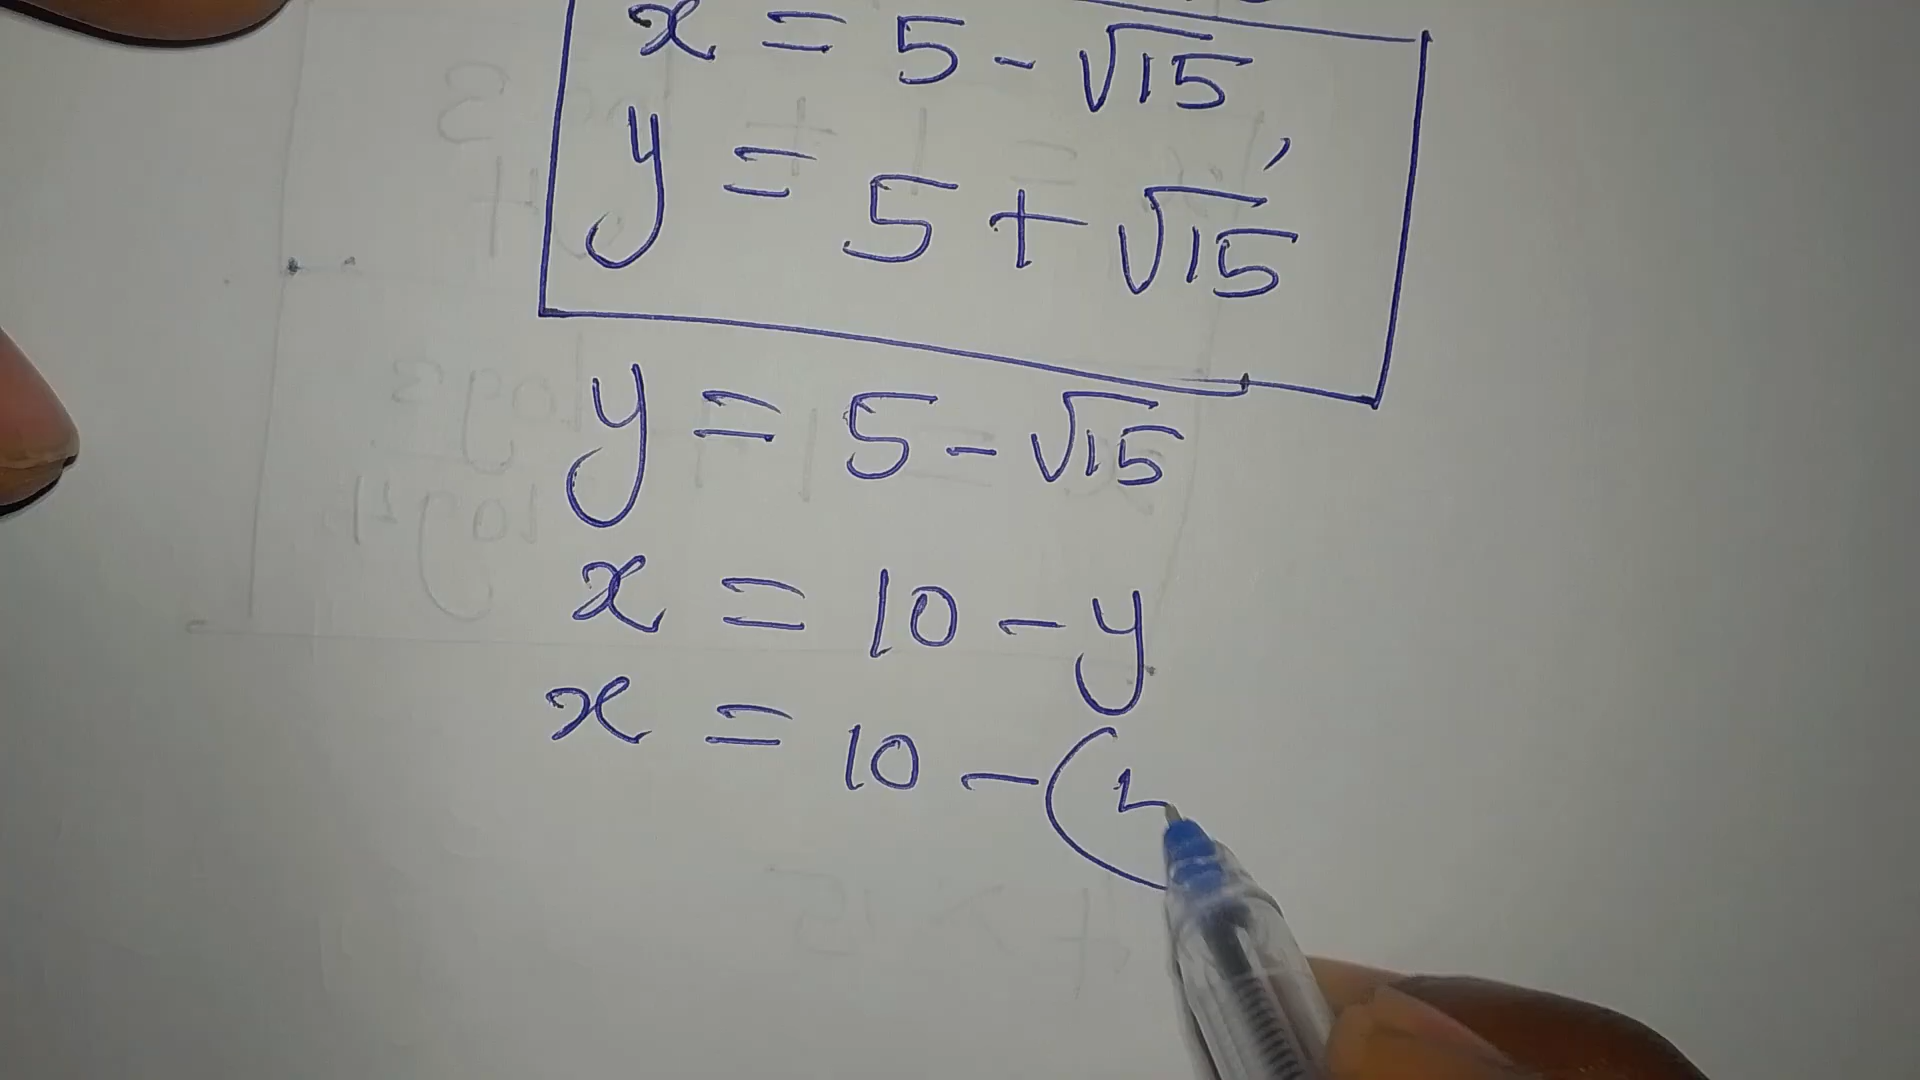 x = 5 - √15
y = 5 + √15
y = 5 - √15
x = 10 - y
x = 10 - (